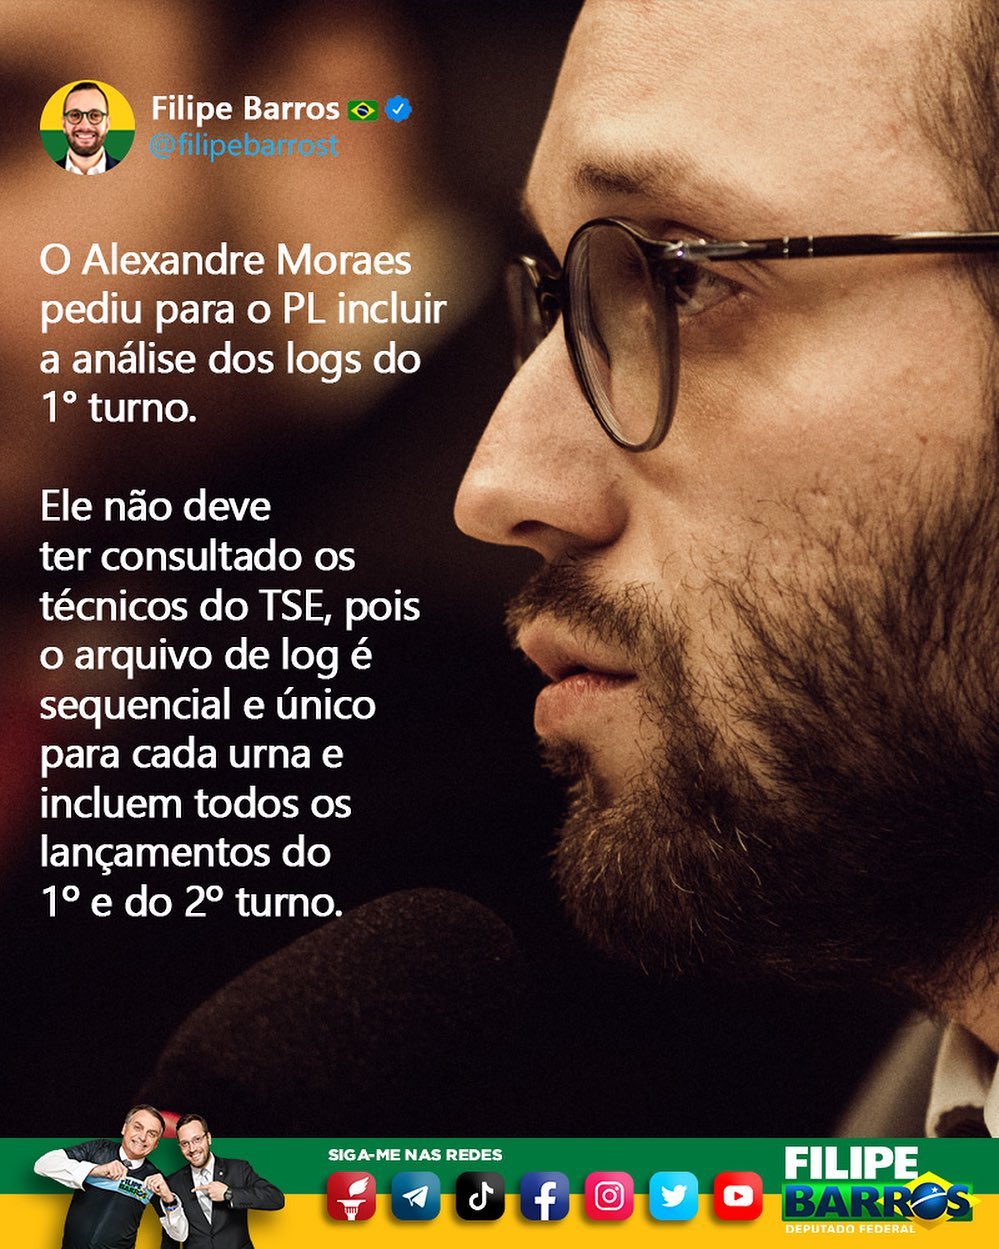 Filipe Barros
@filipebarrost
O Alexandre Moraes
pediu para o PL incluir
a análise dos logs do
1° turno.
Ele não deve
ter consultado os
técnicos do TSE, pois
o arquivo de log é
sequencial e único
para cada urna e
incluem todos os
lançamentos do
1º e do 2º turno.
FILIPE
BARROS
SIGA-ME NAS REDES
FILIPE
BARROS
DEPUTADO FEDERAL